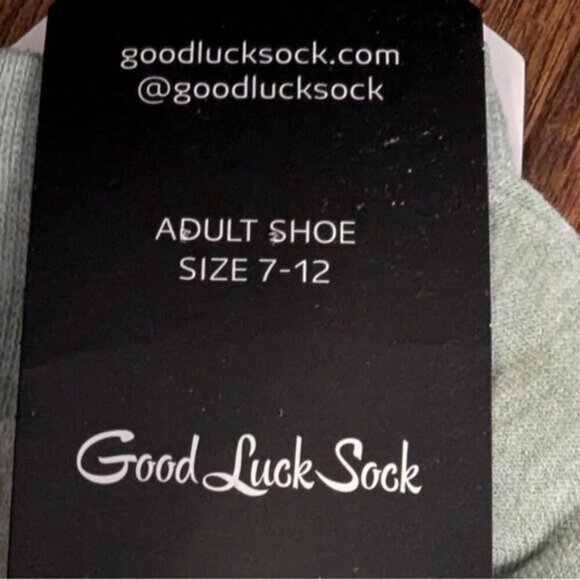 goodlucksock.com
@goodlucksock
ADULT SHOE
SIZE 7-12
Good Luck Sock